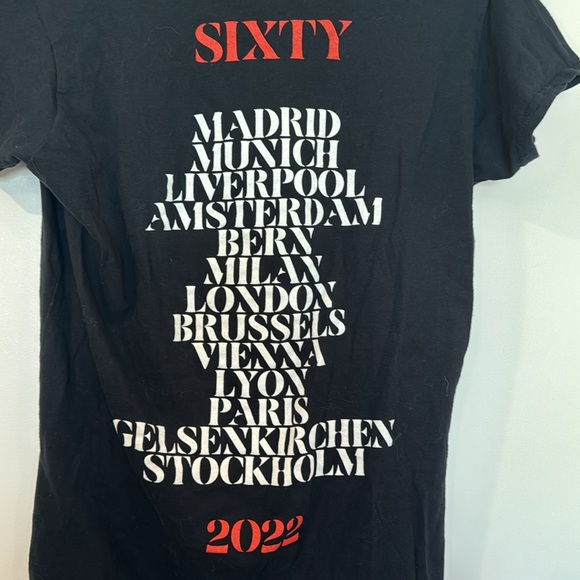 SIXTY
MADRID
MUNICH
LIVERPOOL
AMSTERDAM
BERN
MILAN
LONDON
BRUSSELS
VIENNA
LYON
PARIS
GELSENKIRCHEN
STOCKHOLM
2022